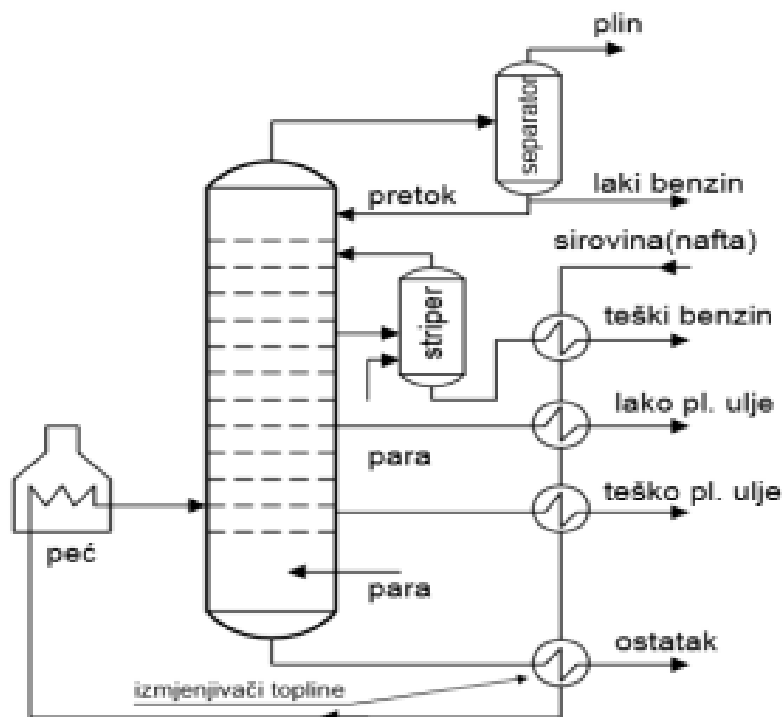 plin
separator
laki benzin
pretok
sirovina(nafta)
striper
teški benzin
lako pl. ulje
para
teško pl. ulje
peć
para
ostatak
izmjenjivači topline